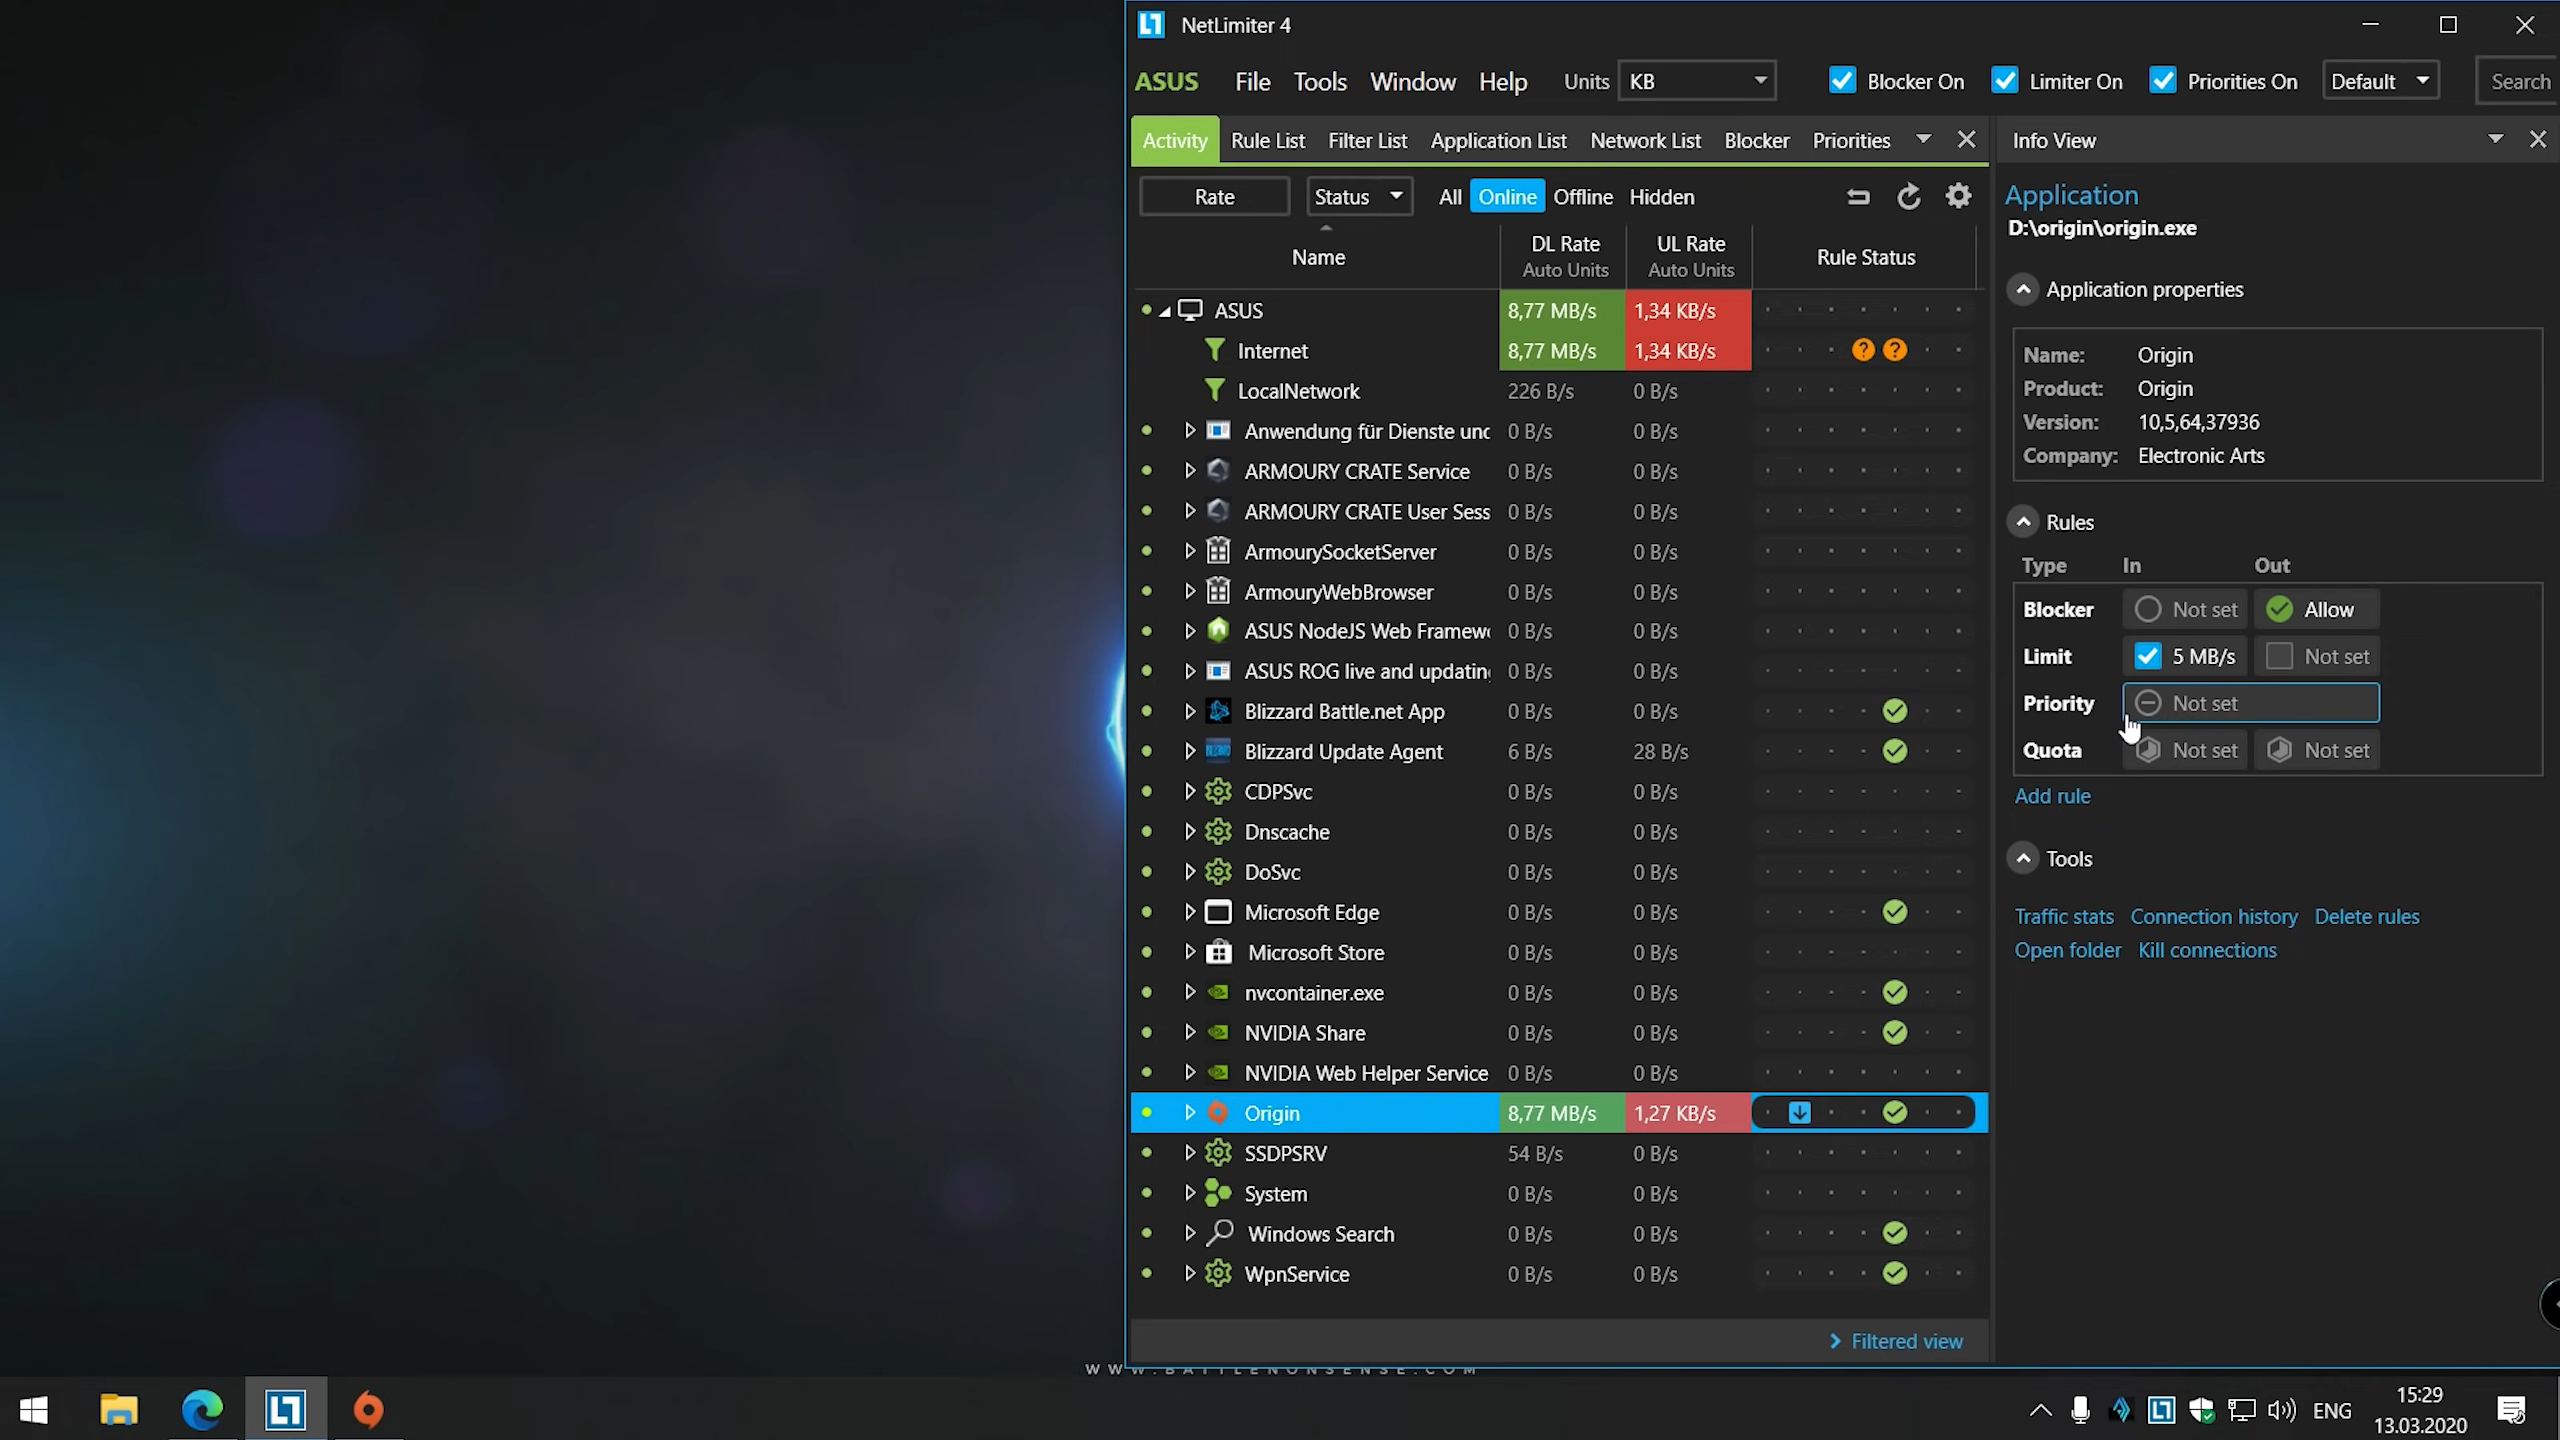 NetLimiter 4
ASUS File Tools Window Help Units KB Blocker On Limiter On Priorities On Default Search
Activity Rule List Filter List Application List Network List Blocker Priorities
Info View
Rate Status All Online Offline Hidden
Name DL Rate Auto Units UL Rate Auto Units Rule Status
ASUS 8,77 MB/s 1,34 KB/s
Internet 8,77 MB/s 1,34 KB/s ? ?
LocalNetwork 226 B/s 0 B/s
Anwendung für Dienste und 0 B/s 0 B/s
ARMOURY CRATE Service 0 B/s 0 B/s
ARMOURY CRATE User Sess 0 B/s 0 B/s
ArmourySocketServer 0 B/s 0 B/s
ArmouryWebBrowser 0 B/s 0 B/s
ASUS NodeJS Web Framew 0 B/s 0 B/s
ASUS ROG live and updatin 0 B/s 0 B/s
Blizzard Battle.net App 0 B/s 0 B/s
Blizzard Update Agent 6 B/s 28 B/s
CDPSvc 0 B/s 0 B/s
Dnscache 0 B/s 0 B/s
DoSvc 0 B/s 0 B/s
Microsoft Edge 0 B/s 0 B/s
Microsoft Store 0 B/s 0 B/s
nvcontainer.exe 0 B/s 0 B/s
NVIDIA Share 0 B/s 0 B/s
NVIDIA Web Helper Service 0 B/s 0 B/s
Origin 8,77 MB/s 1,27 KB/s
SSDPSRV 54 B/s 0 B/s
System 0 B/s 0 B/s
Windows Search 0 B/s 0 B/s
WpnService 0 B/s 0 B/s
Filtered view
Application
D:\origin\origin.exe
Application properties
Name: Origin
Product: Origin
Version: 10,5,64,37936
Company: Electronic Arts
Rules
Type In Out
Blocker Not set Allow
Limit 5 MB/s Not set
Priority Not set
Quota Not set Not set
Add rule
Tools
Traffic stats Connection history Delete rules
Open folder Kill connections
WWW.BATTLENONSENSE.COM
ENG
15:29
13.03.2020